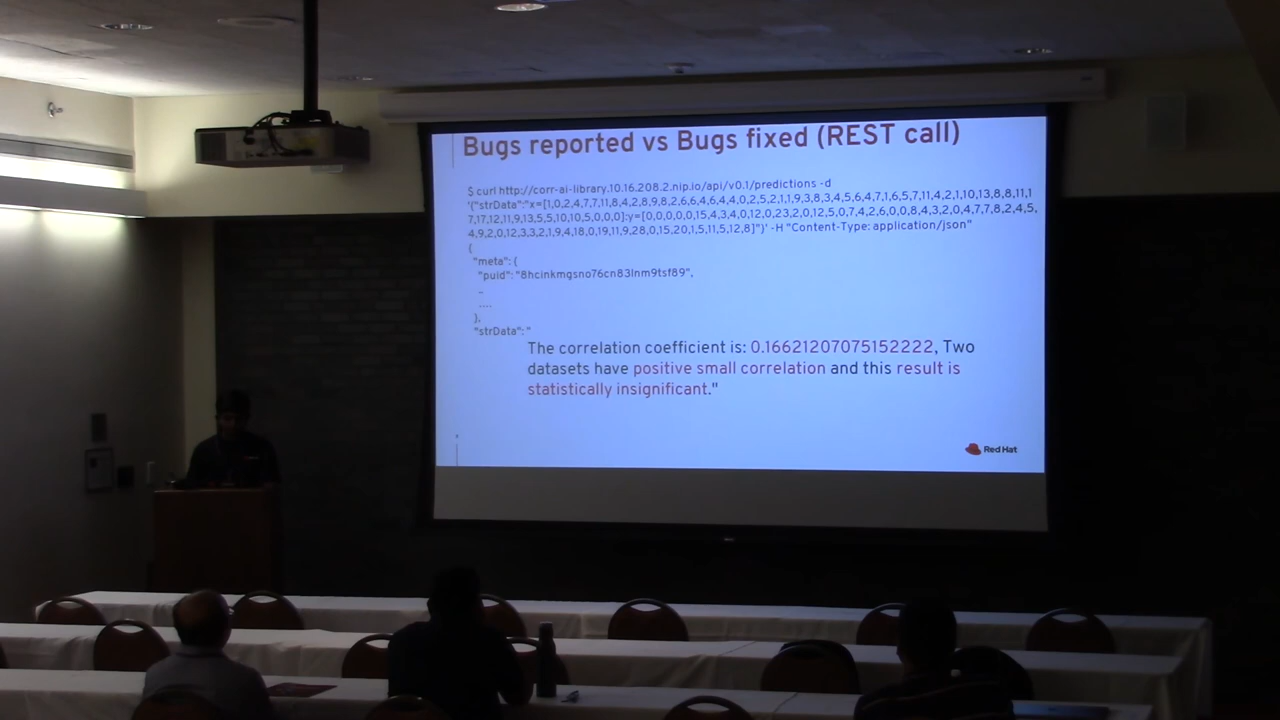 Bugs reported vs Bugs fixed (REST call)
$ curl http://corr-ai-library.10.16.208.2.nip.io/api/v0.1/predictions -d
'{"strData":"x=[1,0,2,4,7,7,11,8,4,2,8,9,8,2,6,6,4,6,4,4,0,2,5,2,1,1,9,3,8,3,4,5,6,4,7,1,6,5,7,11,4,2,1,10,13,8,8,11,1
7,17,12,11,9,13,5,5,10,10,5,0,0,0];y=[0,0,0,0,0,15,4,3,4,0,12,0,23,2,0,12,5,0,7,4,2,6,0,0,8,4,3,2,0,4,7,7,8,2,4,5,
4,9,2,0,12,3,3,2,1,9,4,18,0,19,11,9,28,0,15,20,1,5,11,5,12,8]"}' -H "Content-Type: application/json"
{
"meta": {
"puid": "8hcinkmgsno76cn83lnm9tsf89",
....
},
"strData": "
The correlation coefficient is: 0.16621207075152222, Two
datasets have positive small correlation and this result is
statistically insignificant."
Red Hat